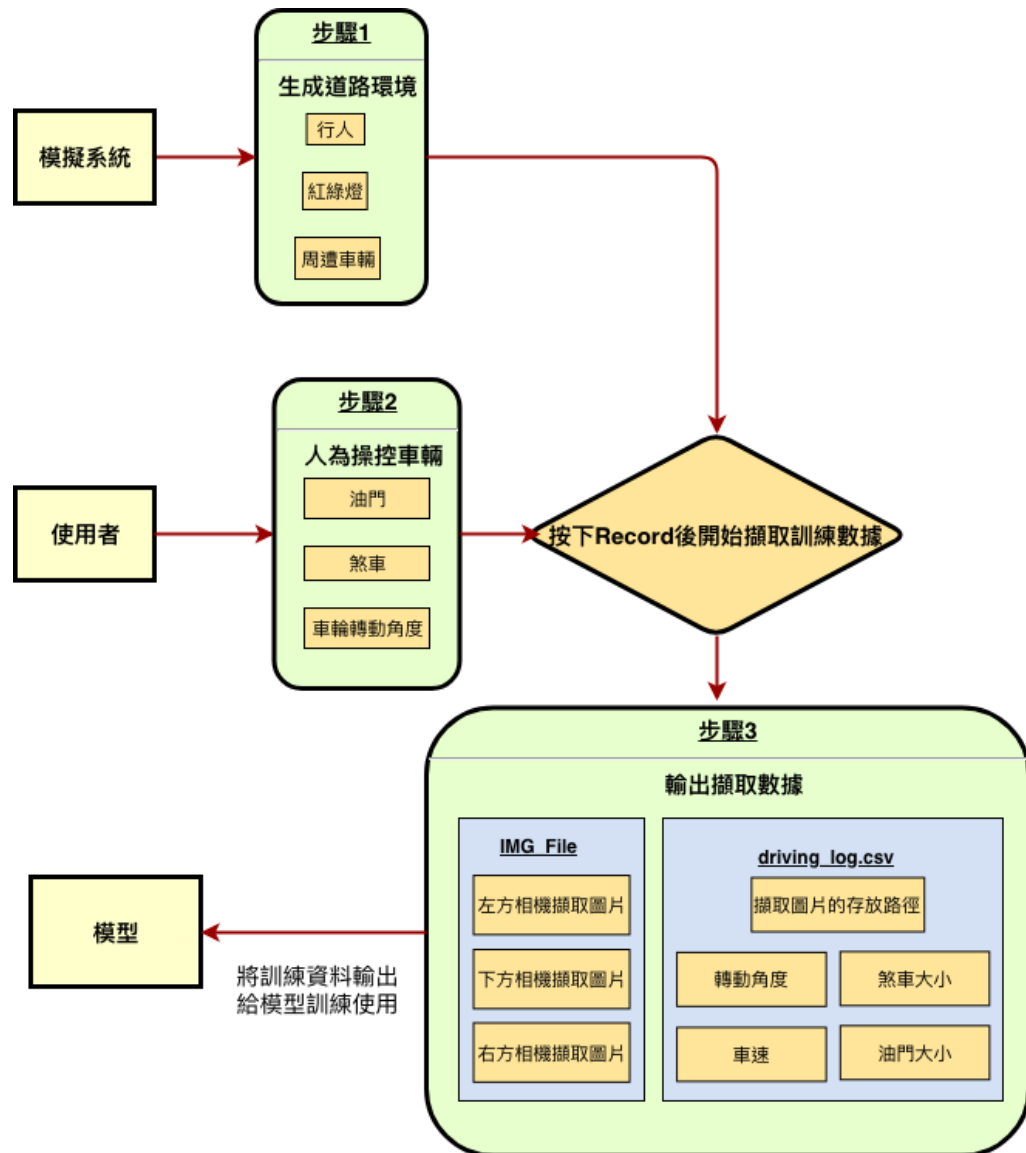 步驟1
生成道路環境
行人
紅綠燈
周遭車輛
模擬系統
步驟2
人為操控車輛
油門
煞車
車輪轉動角度
使用者
按下Record後開始擷取訓練數據
步驟3
輸出擷取數據
IMG_File
左方相機擷取圖片
下方相機擷取圖片
右方相機擷取圖片
driving_log.csv
擷取圖片的存放路徑
轉動角度
煞車大小
車速
油門大小
模型
將訓練資料輸出
給模型訓練使用